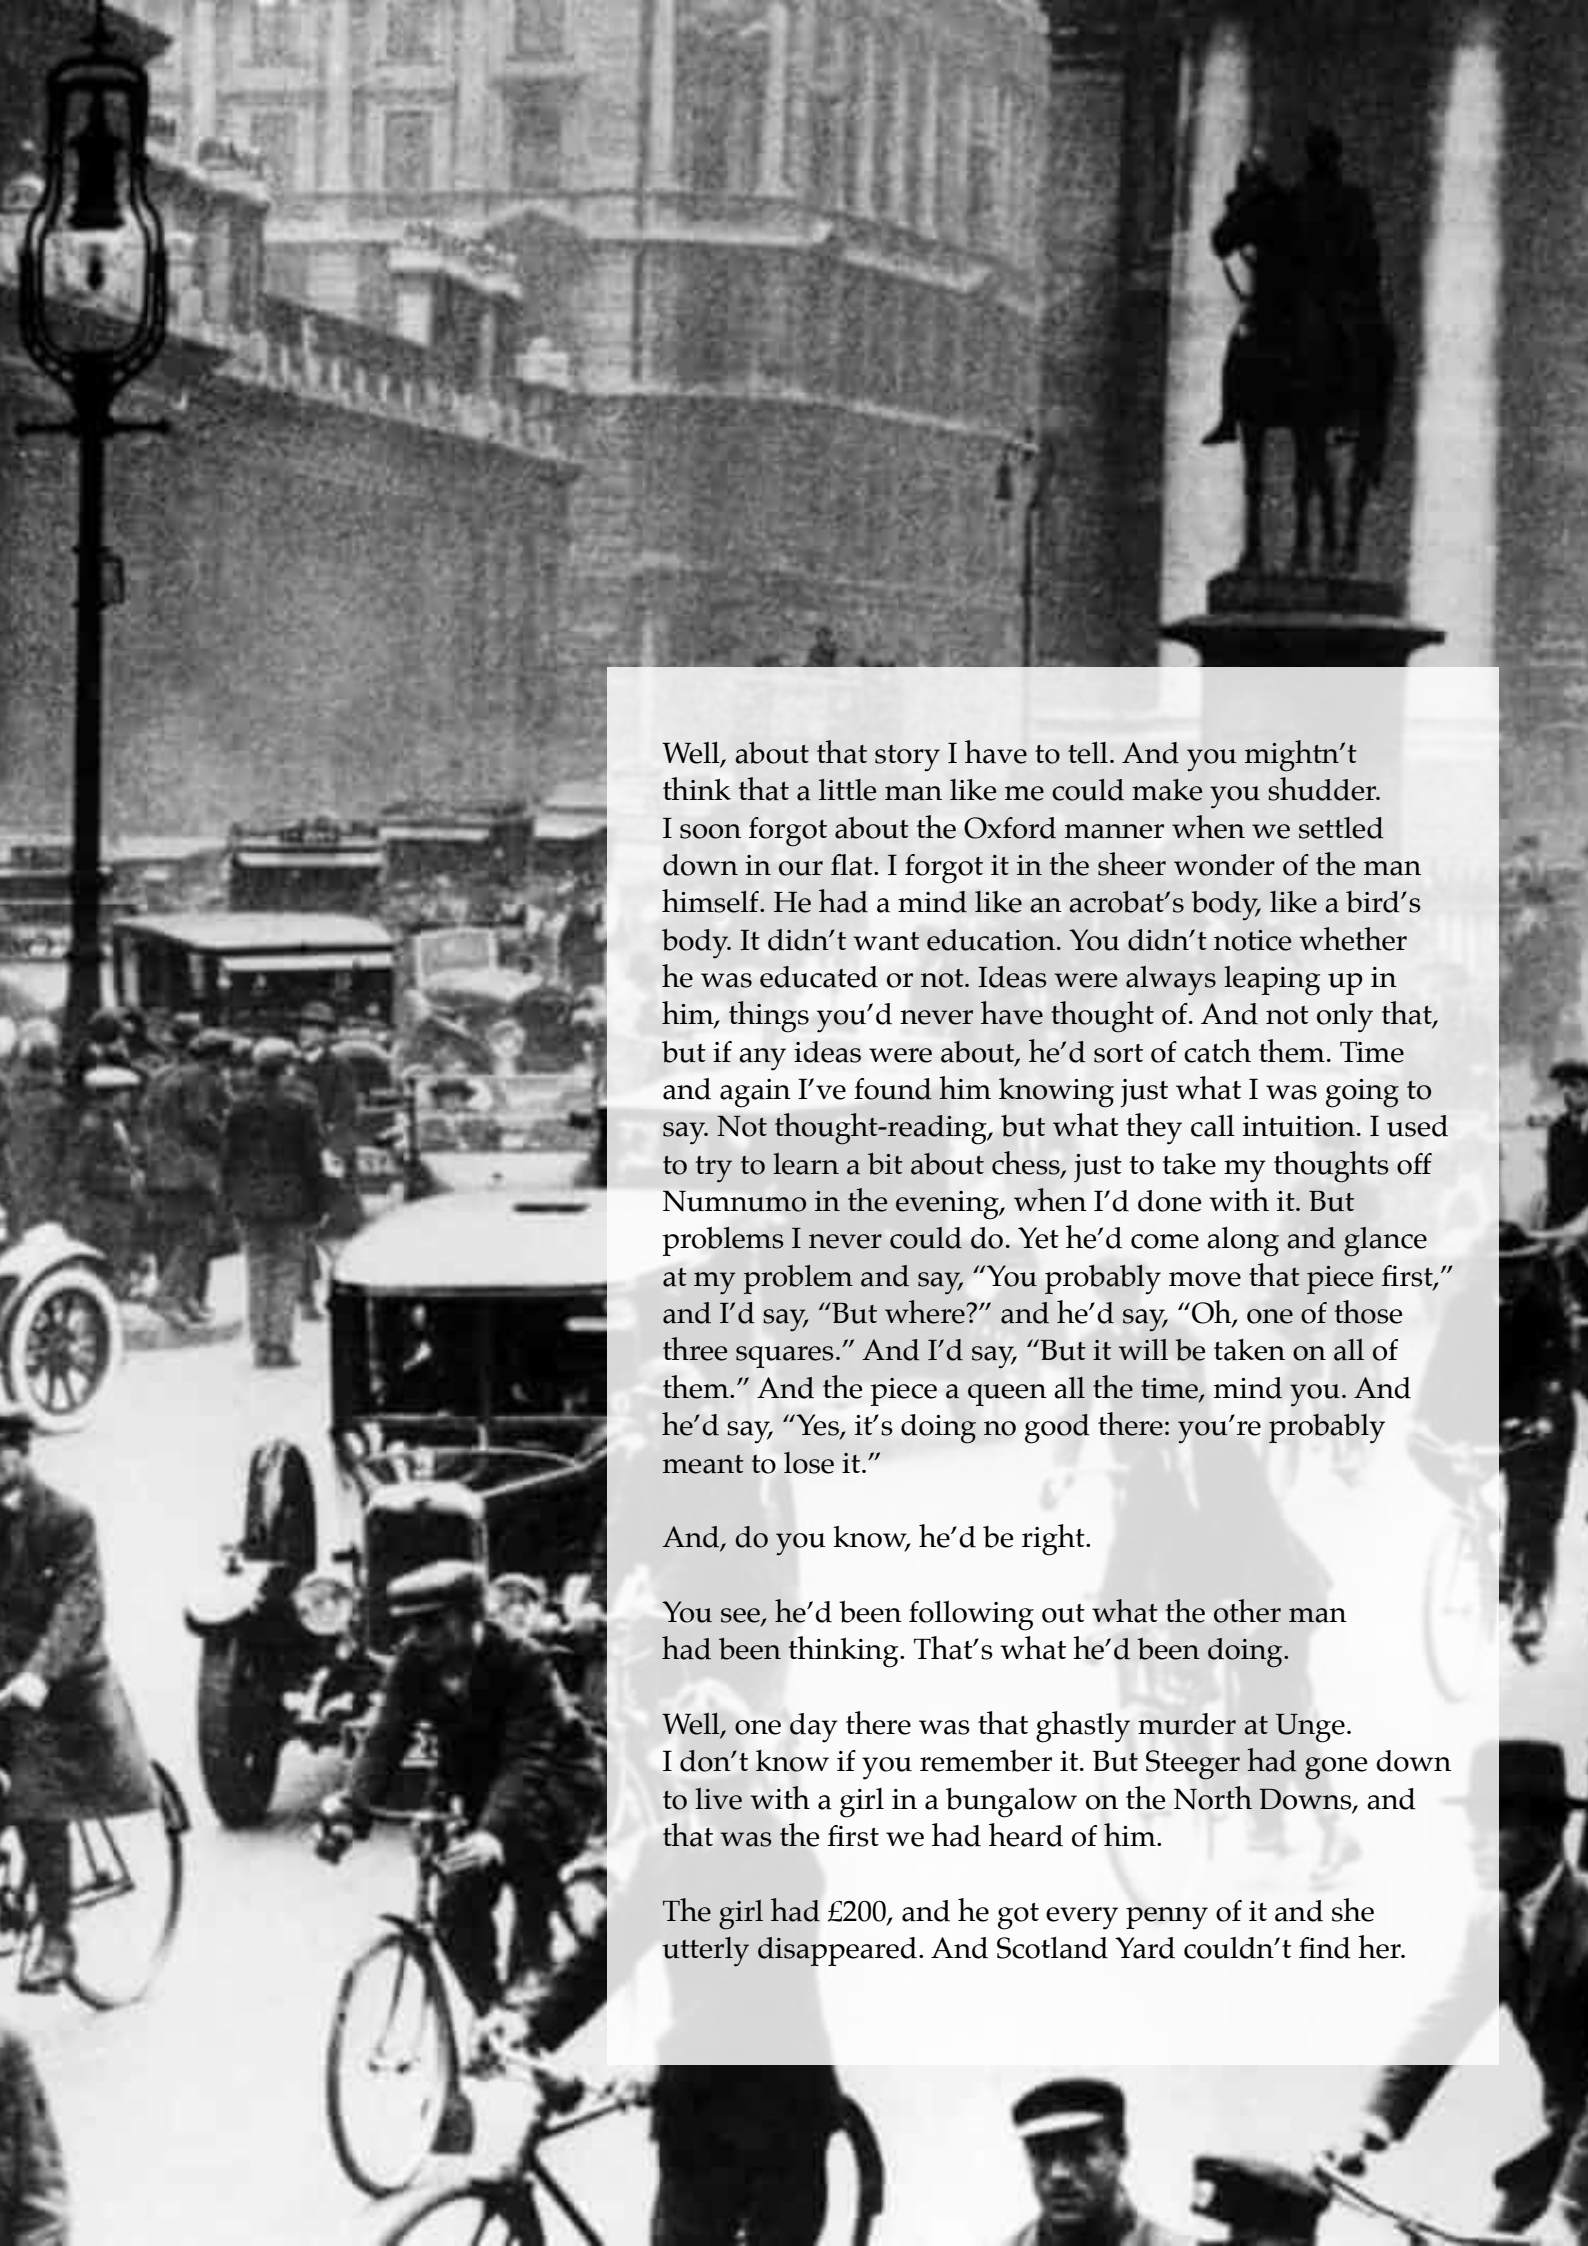 Well, about that story I have to tell. And you mightn’t
think that a little man like me could make you shudder.
I soon forgot about the Oxford manner when we settled
down in our flat. I forgot it in the sheer wonder of the man
himself. He had a mind like an acrobat’s body, like a bird’s
body. It didn’t want education. You didn’t notice whether
he was educated or not. Ideas were always leaping up in
him, things you’d never have thought of. And not only that,
but if any ideas were about, he’d sort of catch them. Time
and again I’ve found him knowing just what I was going to
say. Not thought-reading, but what they call intuition. I used
to try to learn a bit about chess, just to take my thoughts off
Numnumo in the evening, when I’d done with it. But
problems I never could do. Yet he’d come along and glance
at my problem and say, “You probably move that piece first,”
and I’d say, “But where?” and he’d say, “Oh, one of those
three squares.” And I’d say, “But it will be taken on all of
them.” And the piece a queen all the time, mind you. And
he’d say, “Yes, it’s doing no good there: you’re probably
meant to lose it.”
And, do you know, he’d be right.
You see, he’d been following out what the other man
had been thinking. That’s what he’d been doing.
Well, one day there was that ghastly murder at Unge.
I don’t know if you remember it. But Steeger had gone down
to live with a girl in a bungalow on the North Downs, and
that was the first we had heard of him.
The girl had £200, and he got every penny of it and she
utterly disappeared. And Scotland Yard couldn’t find her.